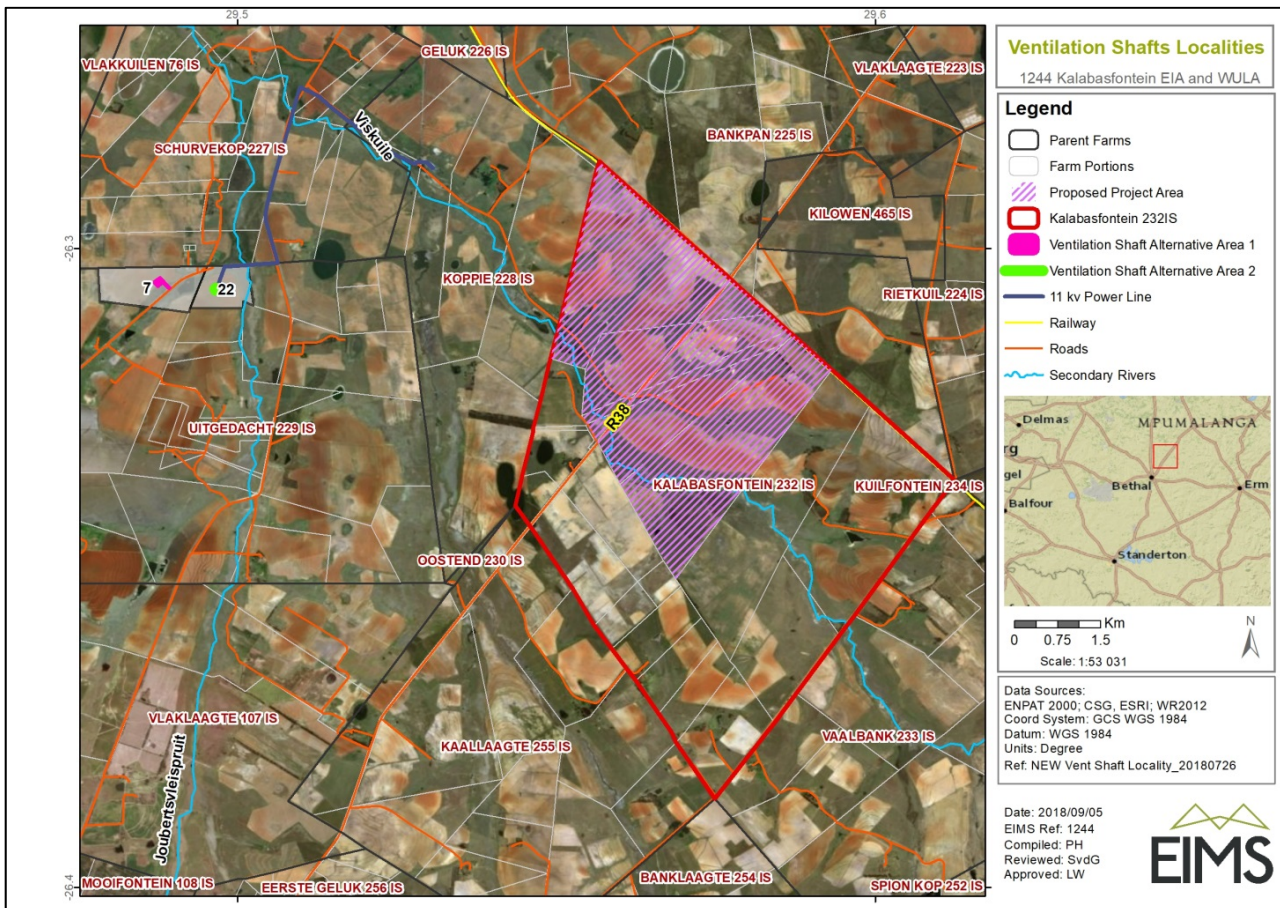 29.5
29.6
-26.3
-26.4
VLAKKUILEN 76 IS
GELUK 226 IS
VLAKLAAGTE 223 IS
BANKPAN 225 IS
SCHURVEKOP 227 IS
Viskuile
KILOWEN 465 IS
KOPPIE 228 IS
RIETKUIL 224 IS
7
22
R38
UITGEDACHT 229 IS
KALABASFONTEIN 232 IS
KUILFONTEIN 234 IS
OOSTEND 230 IS
VLAKLAAGTE 107 IS
KAALLAAGTE 255 IS
VAALBANK 233 IS
Joubertsvleispruit
MOOIFONTEIN 108 IS
EERSTE GELUK 256 IS
BANKLAAGTE 254 IS
SPION KOP 252 IS
Ventilation Shafts Localities
1244 Kalabasfontein EIA and WULA
Legend
Parent Farms
Farm Portions
Proposed Project Area
Kalabasfontein 232IS
Ventilation Shaft Alternative Area 1
Ventilation Shaft Alternative Area 2
11 kv Power Line
Railway
Roads
Secondary Rivers
Delmas
MPUMALANGA
rg
gel
Bethal
Erm
Balfour
Standerton
Km
0 0.75 1.5
N
Scale: 1:53 031
Data Sources:
ENPAT 2000; CSG, ESRI; WR2012
Coord System: GCS WGS 1984
Datum: WGS 1984
Units: Degree
Ref: NEW Vent Shaft Locality_20180726
Date: 2018/09/05
EIMS Ref: 1244
Compiled: PH
Reviewed: SvdG
Approved: LW
EIMS